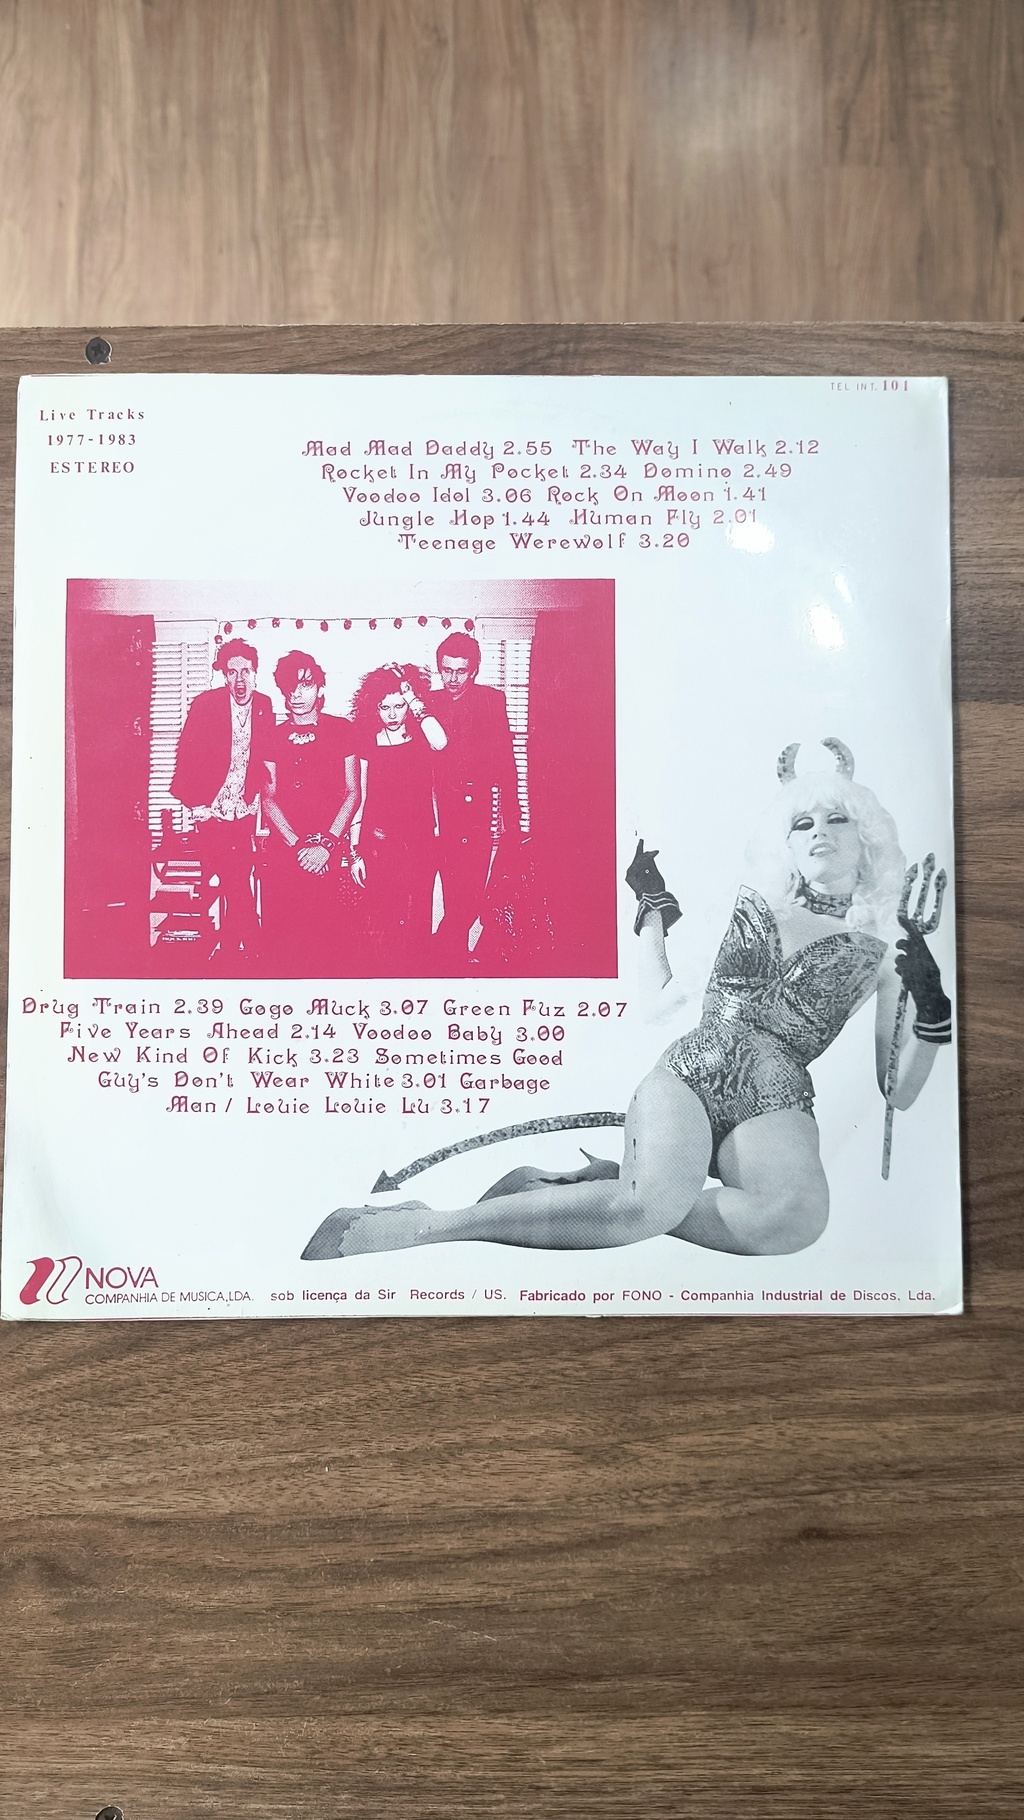 TEL INT. 101
Live Tracks
1977-1983
ESTEREO
Mad Mad Daddy 2.55 The Way I Walk 2.12
Rocket In My Pocket 2.34 Domino 2.49
Voodoo Idol 3.06 Rock On Moon 1.41
Jungle Hop 1.44 Human Fly 2.01
Teenage Werewolf 3.20
Drug Train 2.39 Gogo Muck 3.07 Green Fuz 2.07
Five Years Ahead 2.14 Voodoo Baby 3.00
New Kind Of Kick 3.23 Sometimes Good
Guy's Don't Wear White 3.01 Garbage
Man / Louie Louie Lu 3.17
NOVA
COMPANHIA DE MUSICA,LDA. sob licença da Sir Records / US. Fabricado por FONO - Companhia Industrial de Discos, Lda.